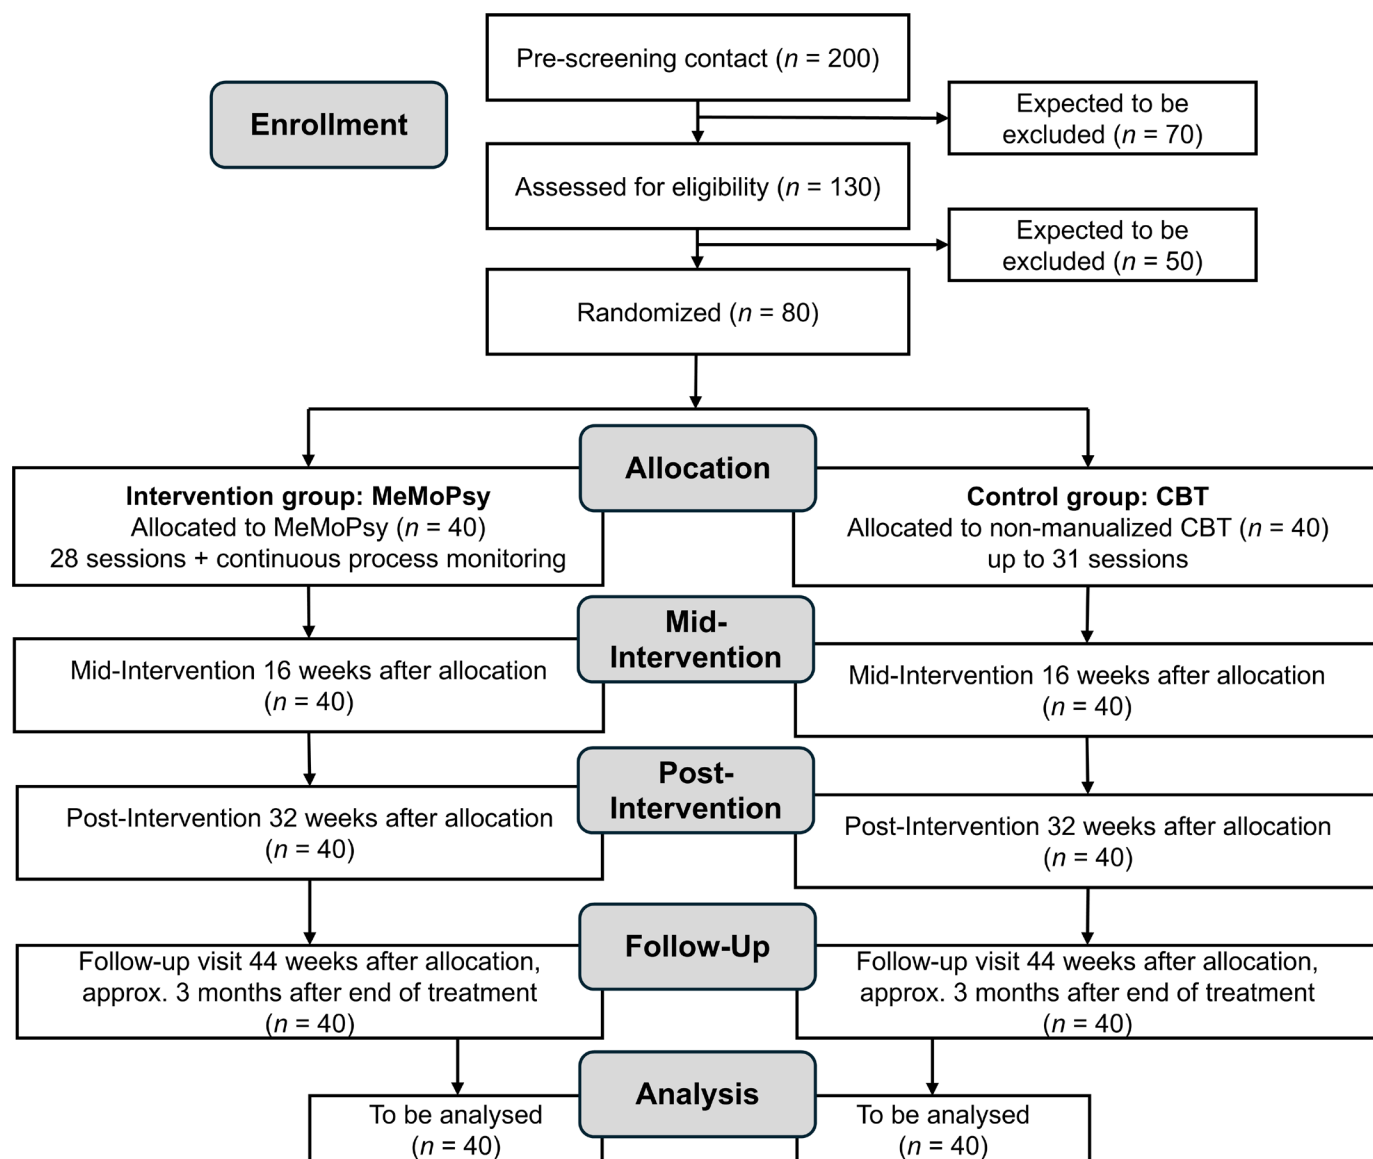 Pre-screening contact (n = 200)
Enrollment
Expected to be
excluded (n = 70)
Assessed for eligibility (n = 130)
Expected to be
excluded (n = 50)
Randomized (n = 80)
Allocation
Intervention group: MeMoPsy
Allocated to MeMoPsy (n = 40)
28 sessions + continuous process monitoring
Control group: CBT
Allocated to non-manualized CBT (n = 40)
up to 31 sessions
Mid-
Intervention
Mid-Intervention 16 weeks after allocation
(n = 40)
Mid-Intervention 16 weeks after allocation
(n = 40)
Post-
Intervention
Post-Intervention 32 weeks after allocation
(n = 40)
Post-Intervention 32 weeks after allocation
(n = 40)
Follow-Up
Follow-up visit 44 weeks after allocation,
approx. 3 months after end of treatment
(n = 40)
Follow-up visit 44 weeks after allocation,
approx. 3 months after end of treatment
(n = 40)
Analysis
To be analysed
(n = 40)
To be analysed
(n = 40)